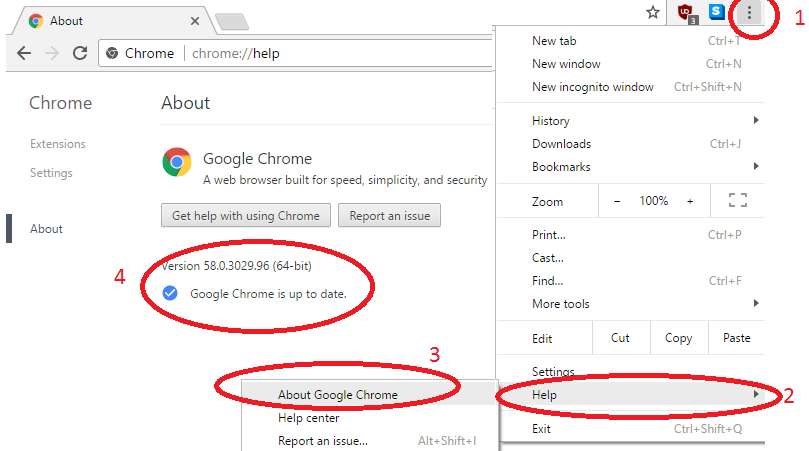 About
Chrome chrome://help
Chrome
Extensions
Settings
About
About
Google Chrome
A web browser built for speed, simplicity, and security
Get help with using Chrome Report an issue
Version 58.0.3029.96 (64-bit)
Google Chrome is up to date.
4
3
About Google Chrome
Help center
Report an issue... Alt+Shift+I
3
1
New tab Ctrl+T
New window Ctrl+N
New incognito window Ctrl+Shift+N
History
Downloads Ctrl+J
Bookmarks
Zoom - 100% +
Print... Ctrl+P
Cast...
Find... Ctrl+F
More tools
Edit Cut Copy Paste
Settings
Help
2
Exit Ctrl+Shift+Q